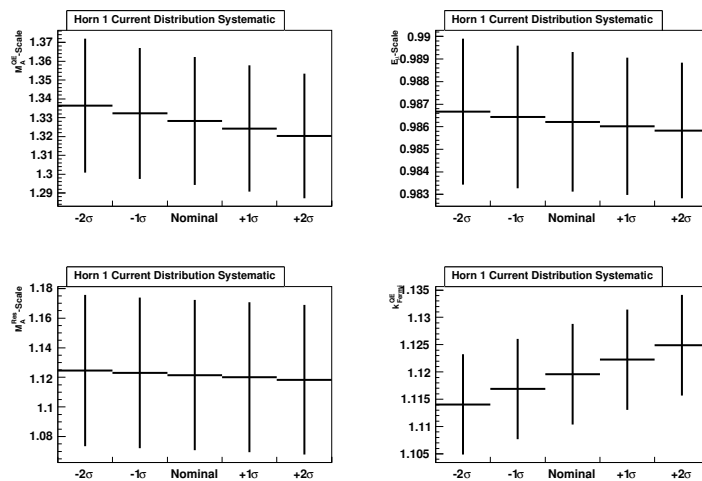 Horn 1 Current Distribution Systematic
M_A^QE-Scale
1.37
1.36
1.35
1.34
1.33
1.32
1.31
1.3
1.29
-2σ -1σ Nominal +1σ +2σ
Horn 1 Current Distribution Systematic
-Scale
0.99
0.989
0.988
0.987
0.986
0.985
0.984
0.983
-2σ -1σ Nominal +1σ +2σ
Horn 1 Current Distribution Systematic
M_A^Res-Scale
1.18
1.16
1.14
1.12
1.1
1.08
-2σ -1σ Nominal +1σ +2σ
Horn 1 Current Distribution Systematic
k_Fermi^QE
1.135
1.13
1.125
1.12
1.115
1.11
1.105
-2σ -1σ Nominal +1σ +2σ